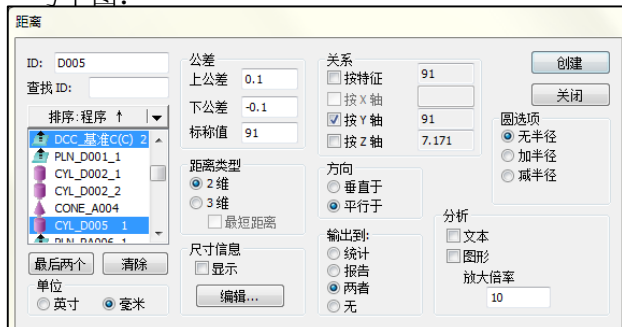 距离
ID: D005
查找 ID:
排序:程序 ↑
DCC_基准C(C) 2
PLN_D001_1
CYL_D002_1
CYL_D002_2
CONE_A004
CYL_D005 1
最后两个 清除
单位
英寸 毫米
公差
上公差 0.1
下公差 -0.1
标称值 91
距离类型
2 维
3 维
最短距离
尺寸信息
显示
编辑...
关系
按特征 91
按 X 轴
按 Y 轴 91
按 Z 轴 7.171
方向
垂直于
平行于
输出到:
统计
报告
两者
无
创建
关闭
圆选项
无半径
加半径
减半径
分析
文本
图形
放大倍率
10